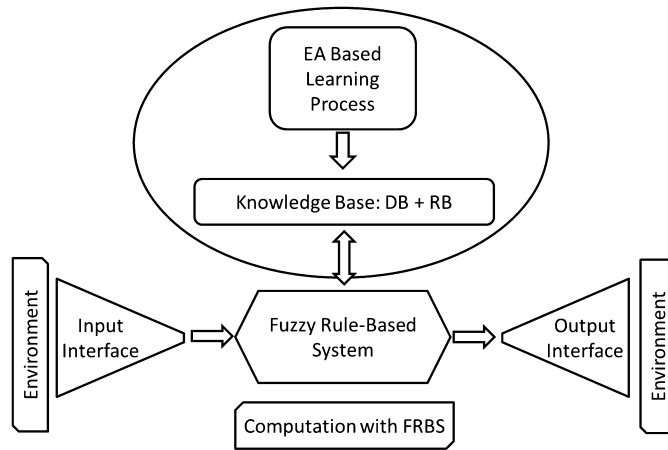 EA Based
Learning
Process
Knowledge Base: DB + RB
Environment
Input
Interface
Fuzzy Rule-Based
System
Output
Interface
Environment
Computation with FRBS